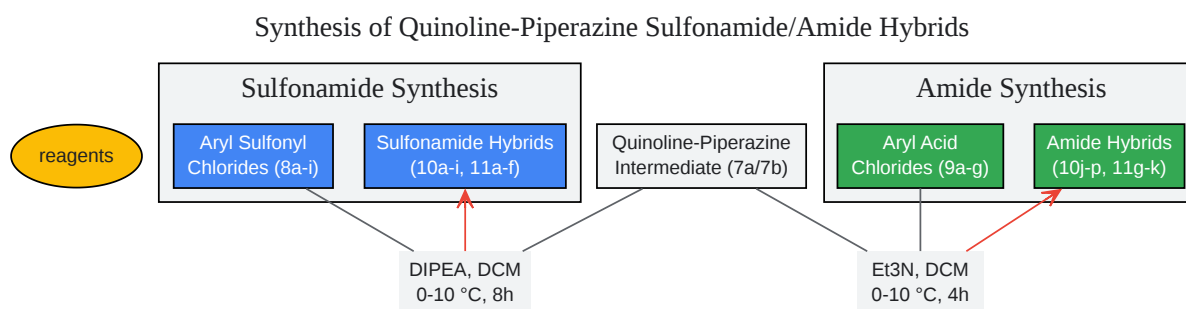 Synthesis of Quinoline-Piperazine Sulfonamide/Amide Hybrids
Sulfonamide Synthesis
Amide Synthesis
reagents
Aryl Sulfonyl
Chlorides (8a-i)
Sulfonamide Hybrids
(10a-i, 11a-f)
Quinoline-Piperazine
Intermediate (7a/7b)
Aryl Acid
Chlorides (9a-g)
Amide Hybrids
(10j-p, 11g-k)
DIPEA, DCM
0-10 °C, 8h
Et3N, DCM
0-10 °C, 4h